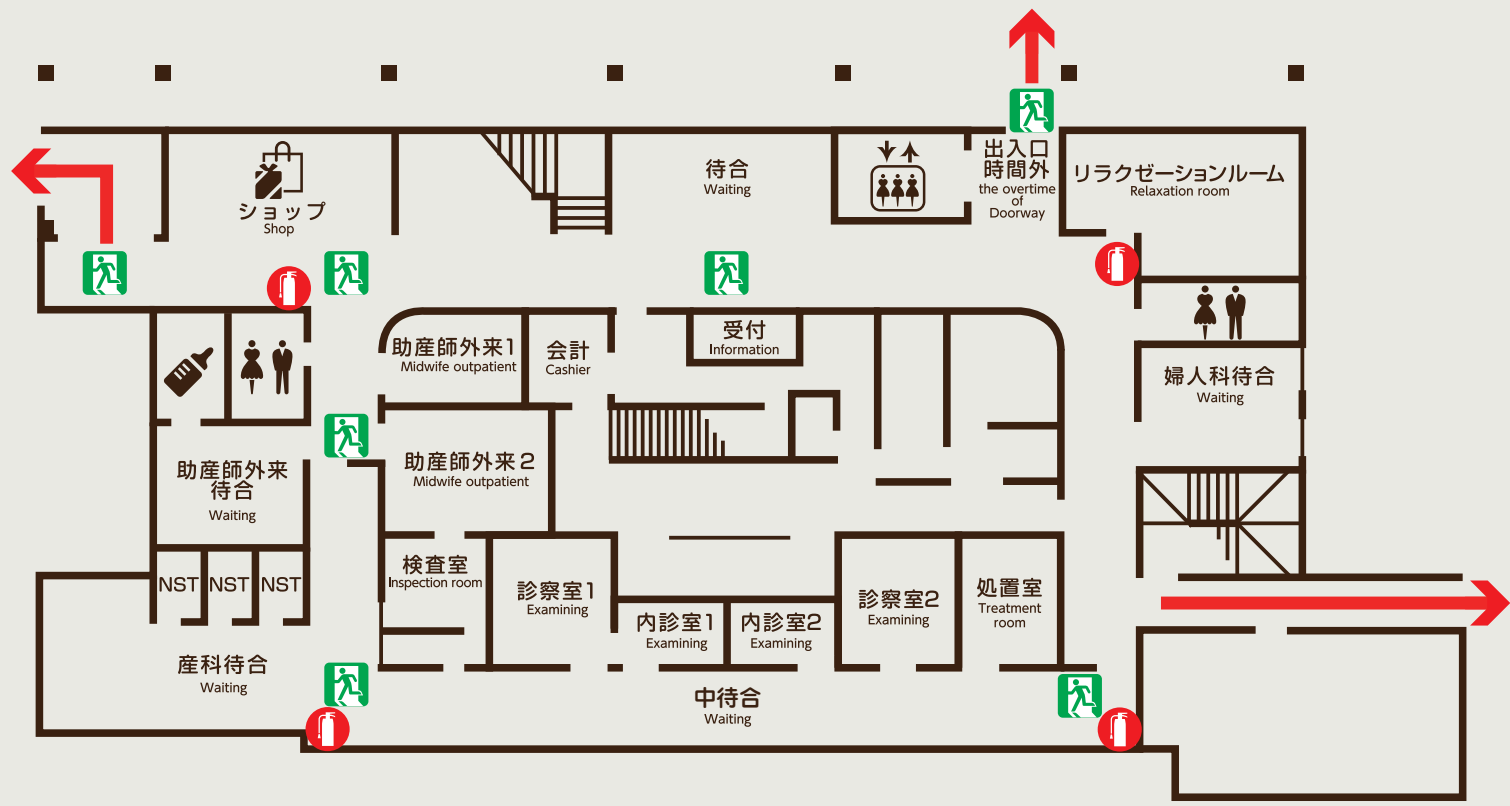 ショップ
Shop
待合
Waiting
出入口
時間外
the overtime
of
Doorway
リラクゼーションルーム
Relaxation room
助産師外来1
Midwife outpatient
会計
Cashier
受付
Information
婦人科待合
Waiting
助産師外来
待合
Waiting
助産師外来2
Midwife outpatient
NST
NST
NST
検査室
Inspection room
診察室1
Examining
内診室1
Examining
内診室2
Examining
診察室2
Examining
処置室
Treatment
room
産科待合
Waiting
中待合
Waiting